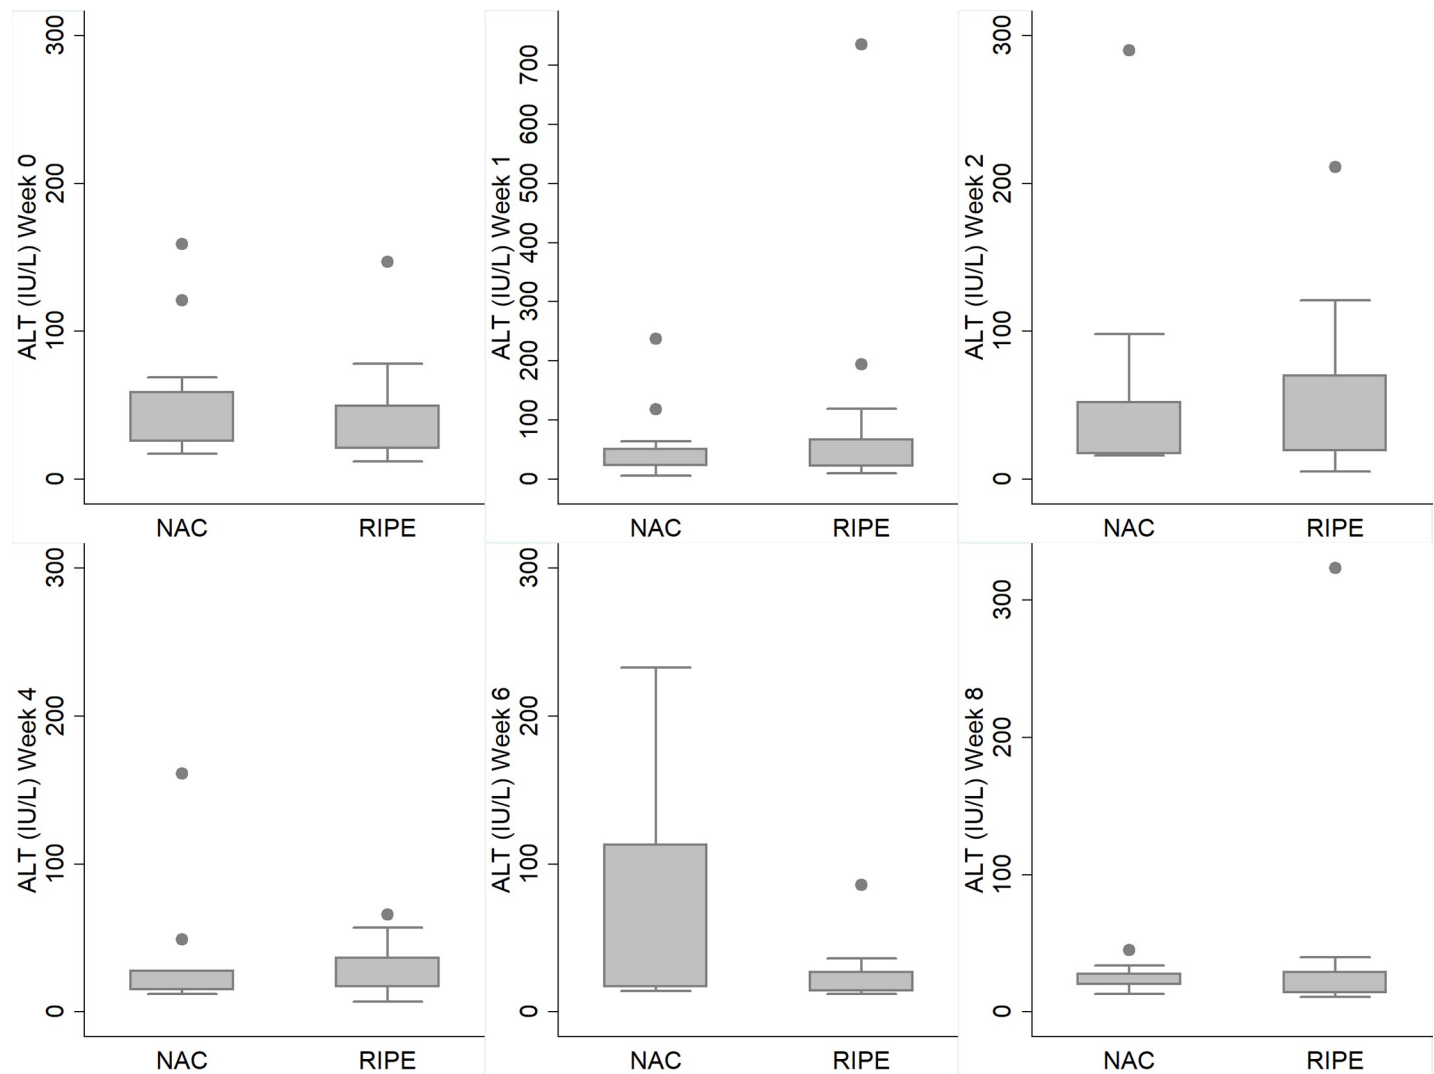 ALT (IU/L) Week 0
300
200
100
0
NAC RIPE
ALT (IU/L) Week 1
700
600
500
400
300
200
100
0
NAC RIPE
ALT (IU/L) Week 2
300
200
100
0
NAC RIPE
ALT (IU/L) Week 4
300
200
100
0
NAC RIPE
ALT (IU/L) Week 6
300
200
100
0
NAC RIPE
ALT (IU/L) Week 8
300
200
100
0
NAC RIPE